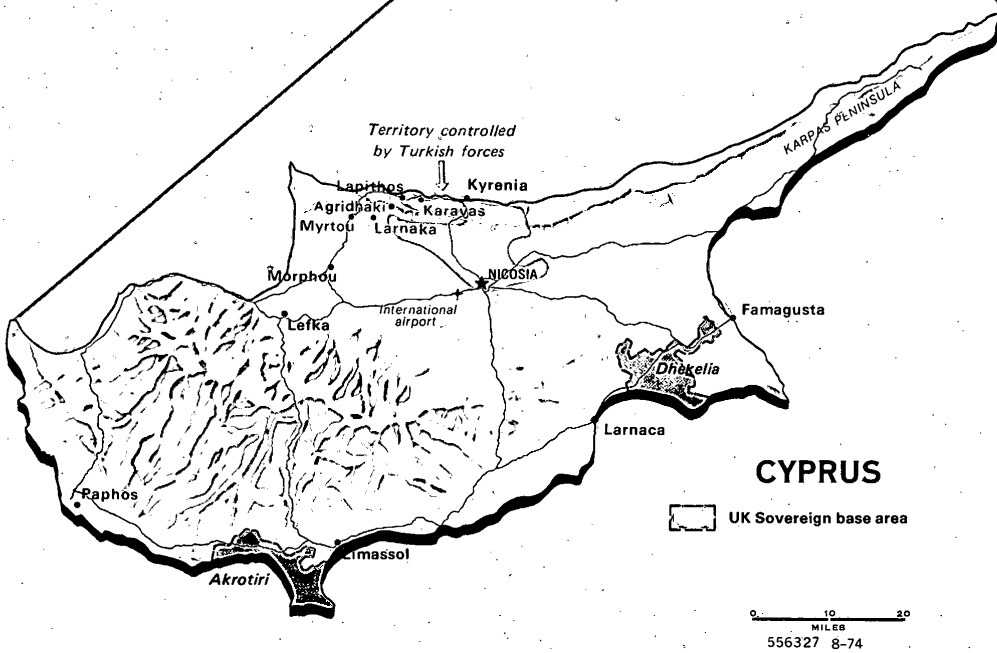 KARPAS PENINSULA
Territory controlled
by Turkish forces
Lapithos
Kyrenia
Agridhaki
Karavas
Myrtou
Larnaka
Morphou
NICOSIA
International
airport
Lefka
Famagusta
Dhekelia
Larnaca
CYPRUS
Paphos
UK Sovereign base area
Limassol
Akrotiri
0 10 20
MILES
556327 8-74